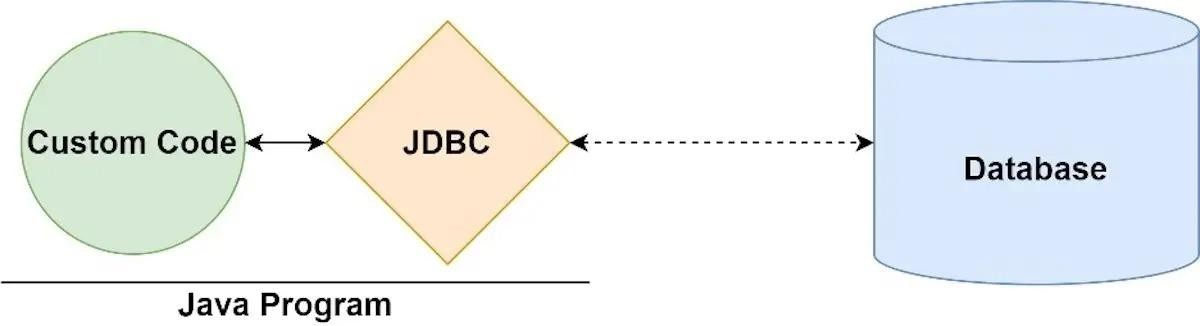 Custom Code
JDBC
Database
Java Program